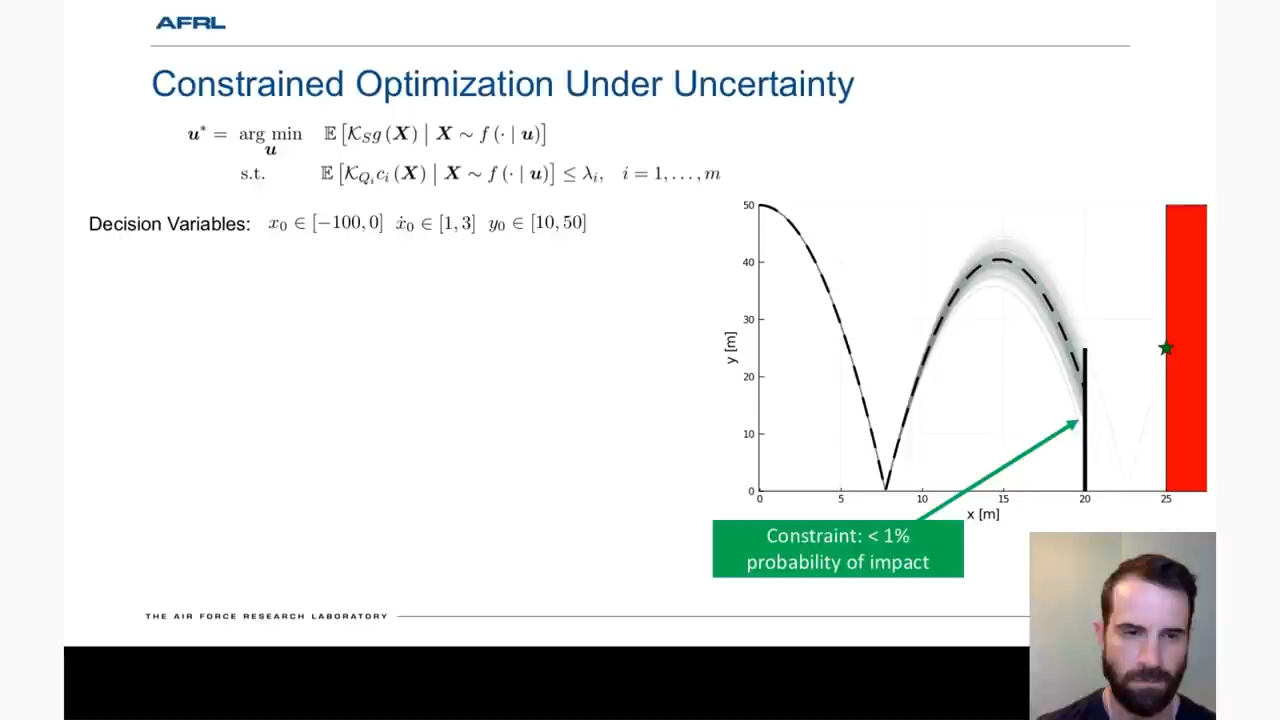 AFRL
Constrained Optimization Under Uncertainty
u* = arg min 𝔼 [𝒦_S g (X) | X ∼ f (· | u)]
u
s.t. 𝔼 [𝒦_{Q_i} c_i (X) | X ∼ f (· | u)] ≤ λ_i, i = 1, . . . , m
Decision Variables: x_0 ∈ [−100, 0] ẋ_0 ∈ [1, 3] y_0 ∈ [10, 50]
50
40
30
20
10
0
y [m]
0 5 10 15 20 25
x [m]
Constraint: < 1%
probability of impact
THE AIR FORCE RESEARCH LABORATORY